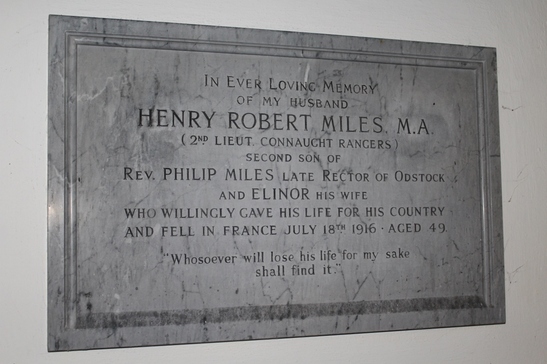 IN EVER LOVING MEMORY
OF MY HUSBAND
HENRY ROBERT MILES, M.A.
(2ND LIEUT. CONNAUGHT RANGERS)
SECOND SON OF
REV. PHILIP MILES LATE RECTOR OF ODSTOCK
AND ELINOR HIS WIFE
WHO WILLINGLY GAVE HIS LIFE FOR HIS COUNTRY
AND FELL IN FRANCE JULY 18TH 1916 · AGED 49.
"Whosoever will lose his life for my sake
shall find it."